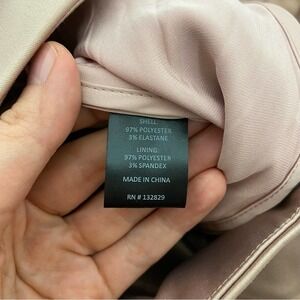 SHELL:
97% POLYESTER
3% ELASTANE
LINING:
97% POLYESTER
3% SPANDEX
MADE IN CHINA
RN # 132829